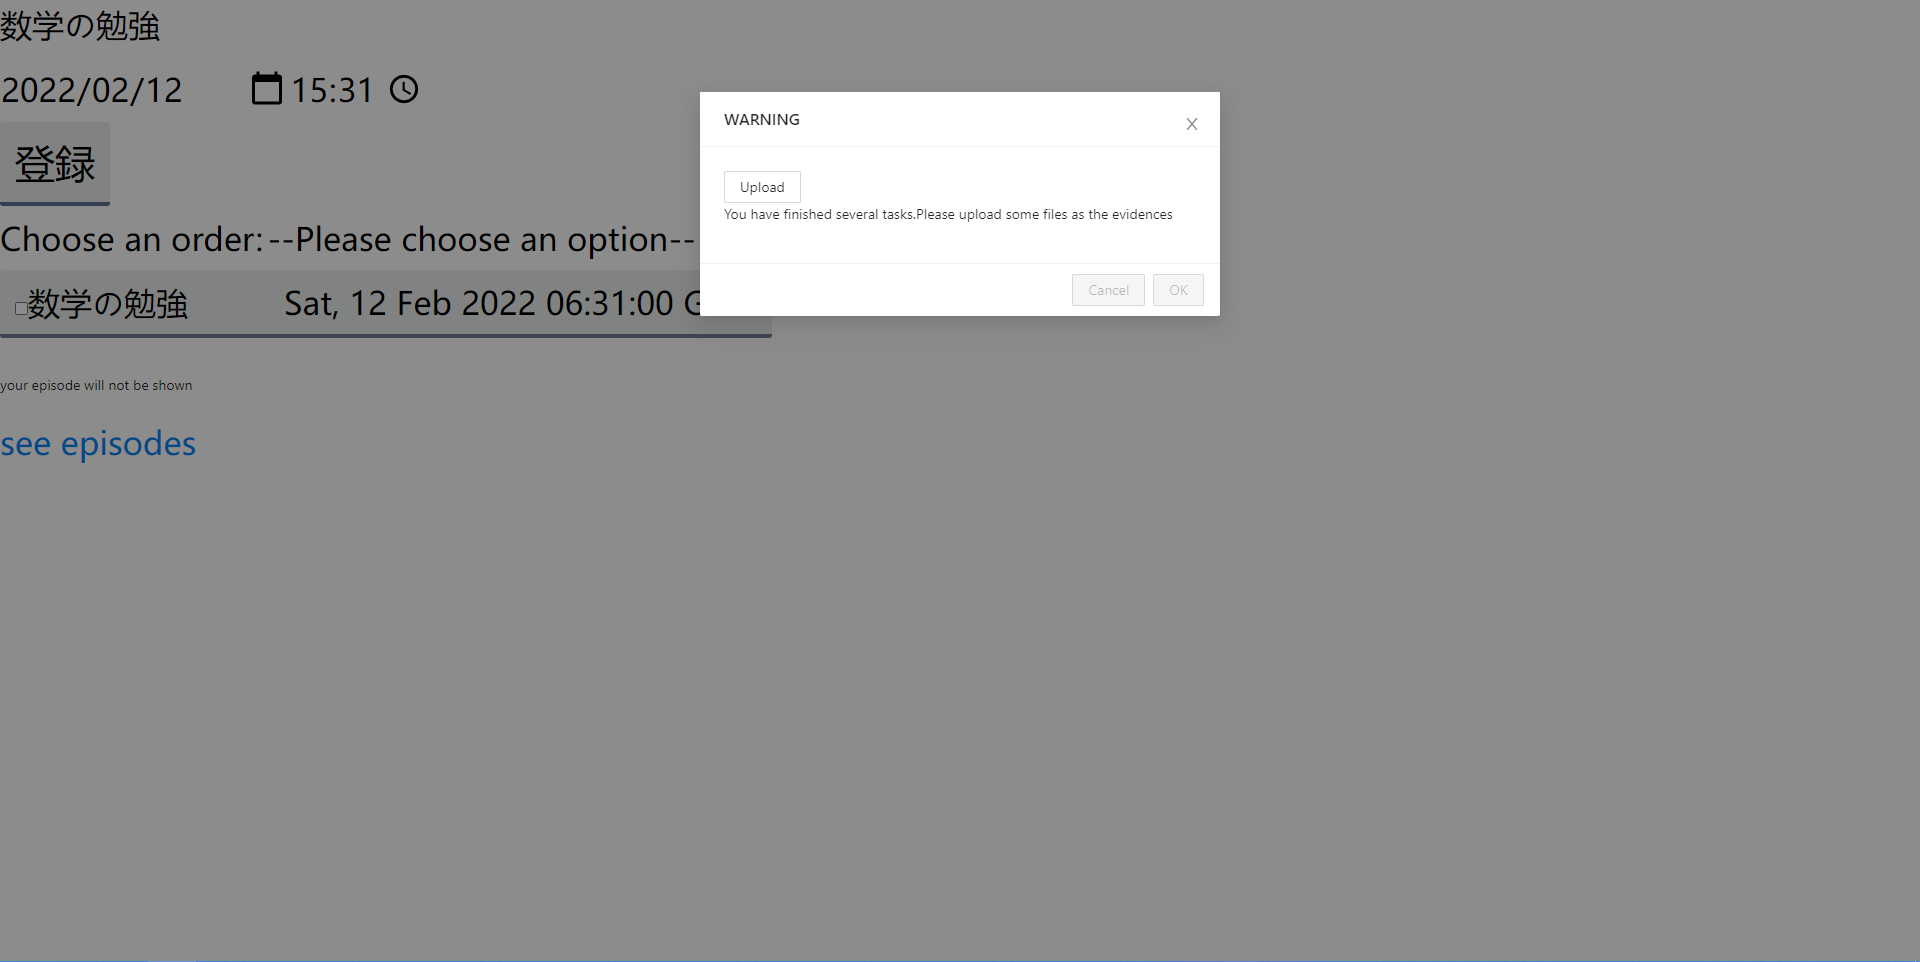 数学の勉強
2022/02/12 15:31
登録
Choose an order: --Please choose an option--
数学の勉強 Sat, 12 Feb 2022 06:31:00
your episode will not be shown
see episodes
WARNING
Upload
You have finished several tasks.Please upload some files as the evidences
Cancel OK